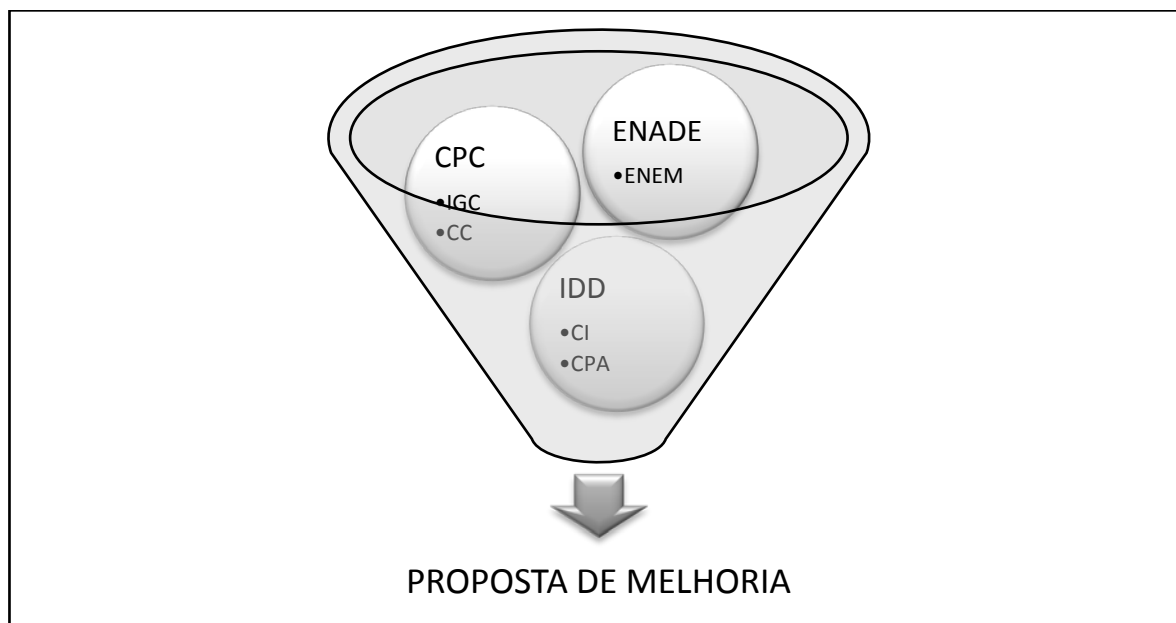 CPC
•IGC
•CC
ENADE
•ENEM
IDD
•CI
•CPA
PROPOSTA DE MELHORIA